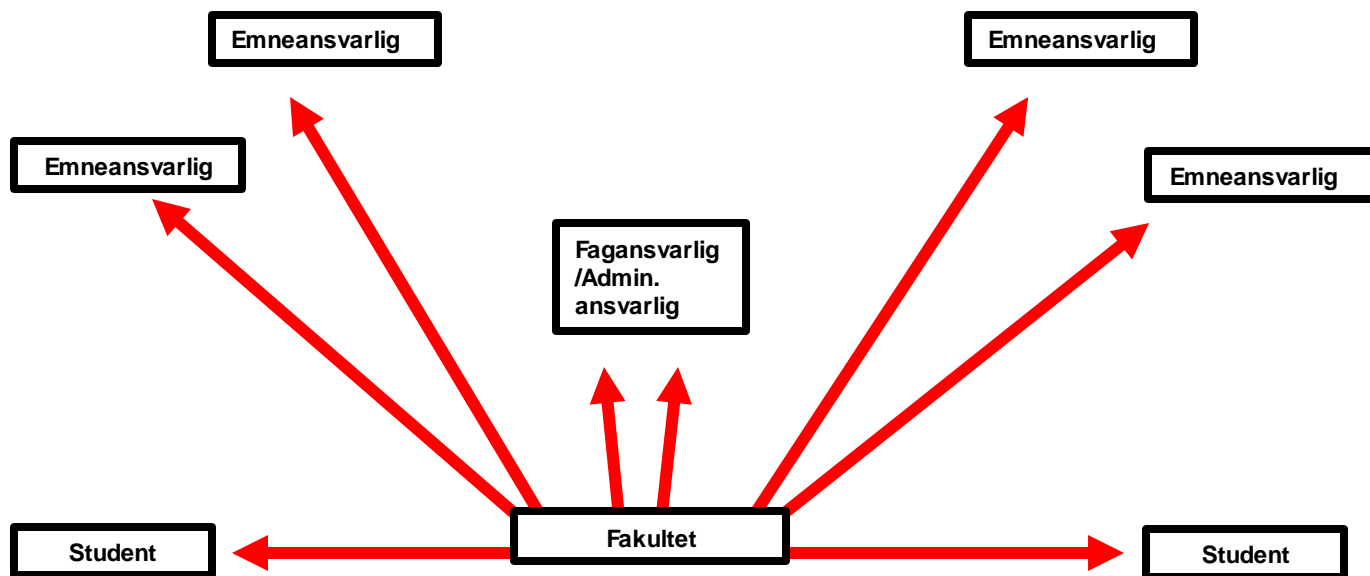 Emneansvarlig
Emneansvarlig
Emneansvarlig
Emneansvarlig
Fagansvarlig
/Admin.
ansvarlig
Fakultet
Student
Student